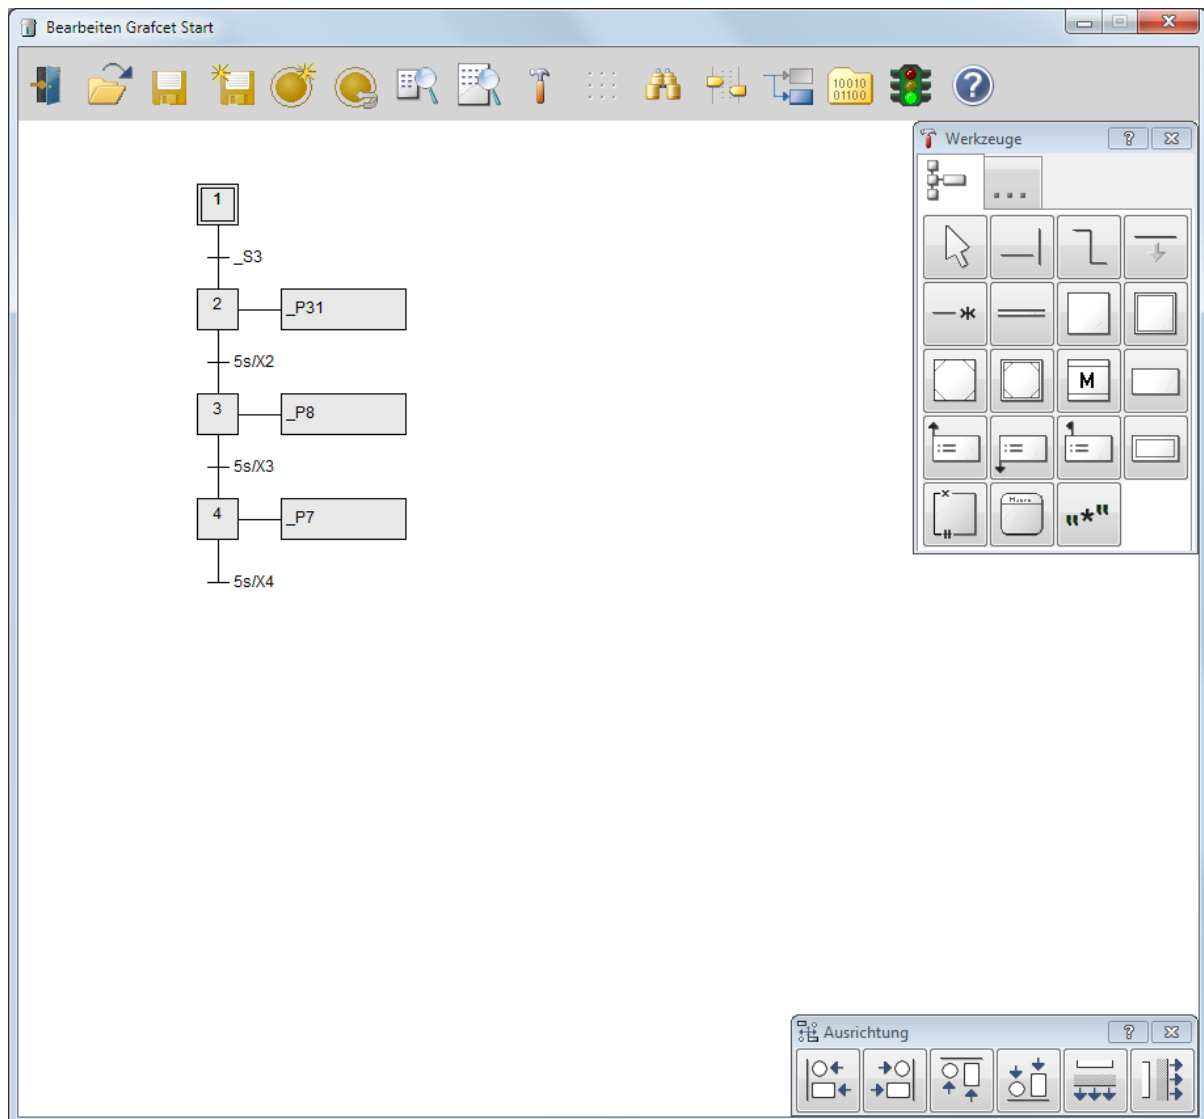 Bearbeiten Grafcet Start
10010
01100
Werkzeuge
1
_S3
2
_P31
5s/X2
3
_P8
M
5s/X3
:=
:=
:=
4
_P7
Macro
"*"
5s/X4
Ausrichtung